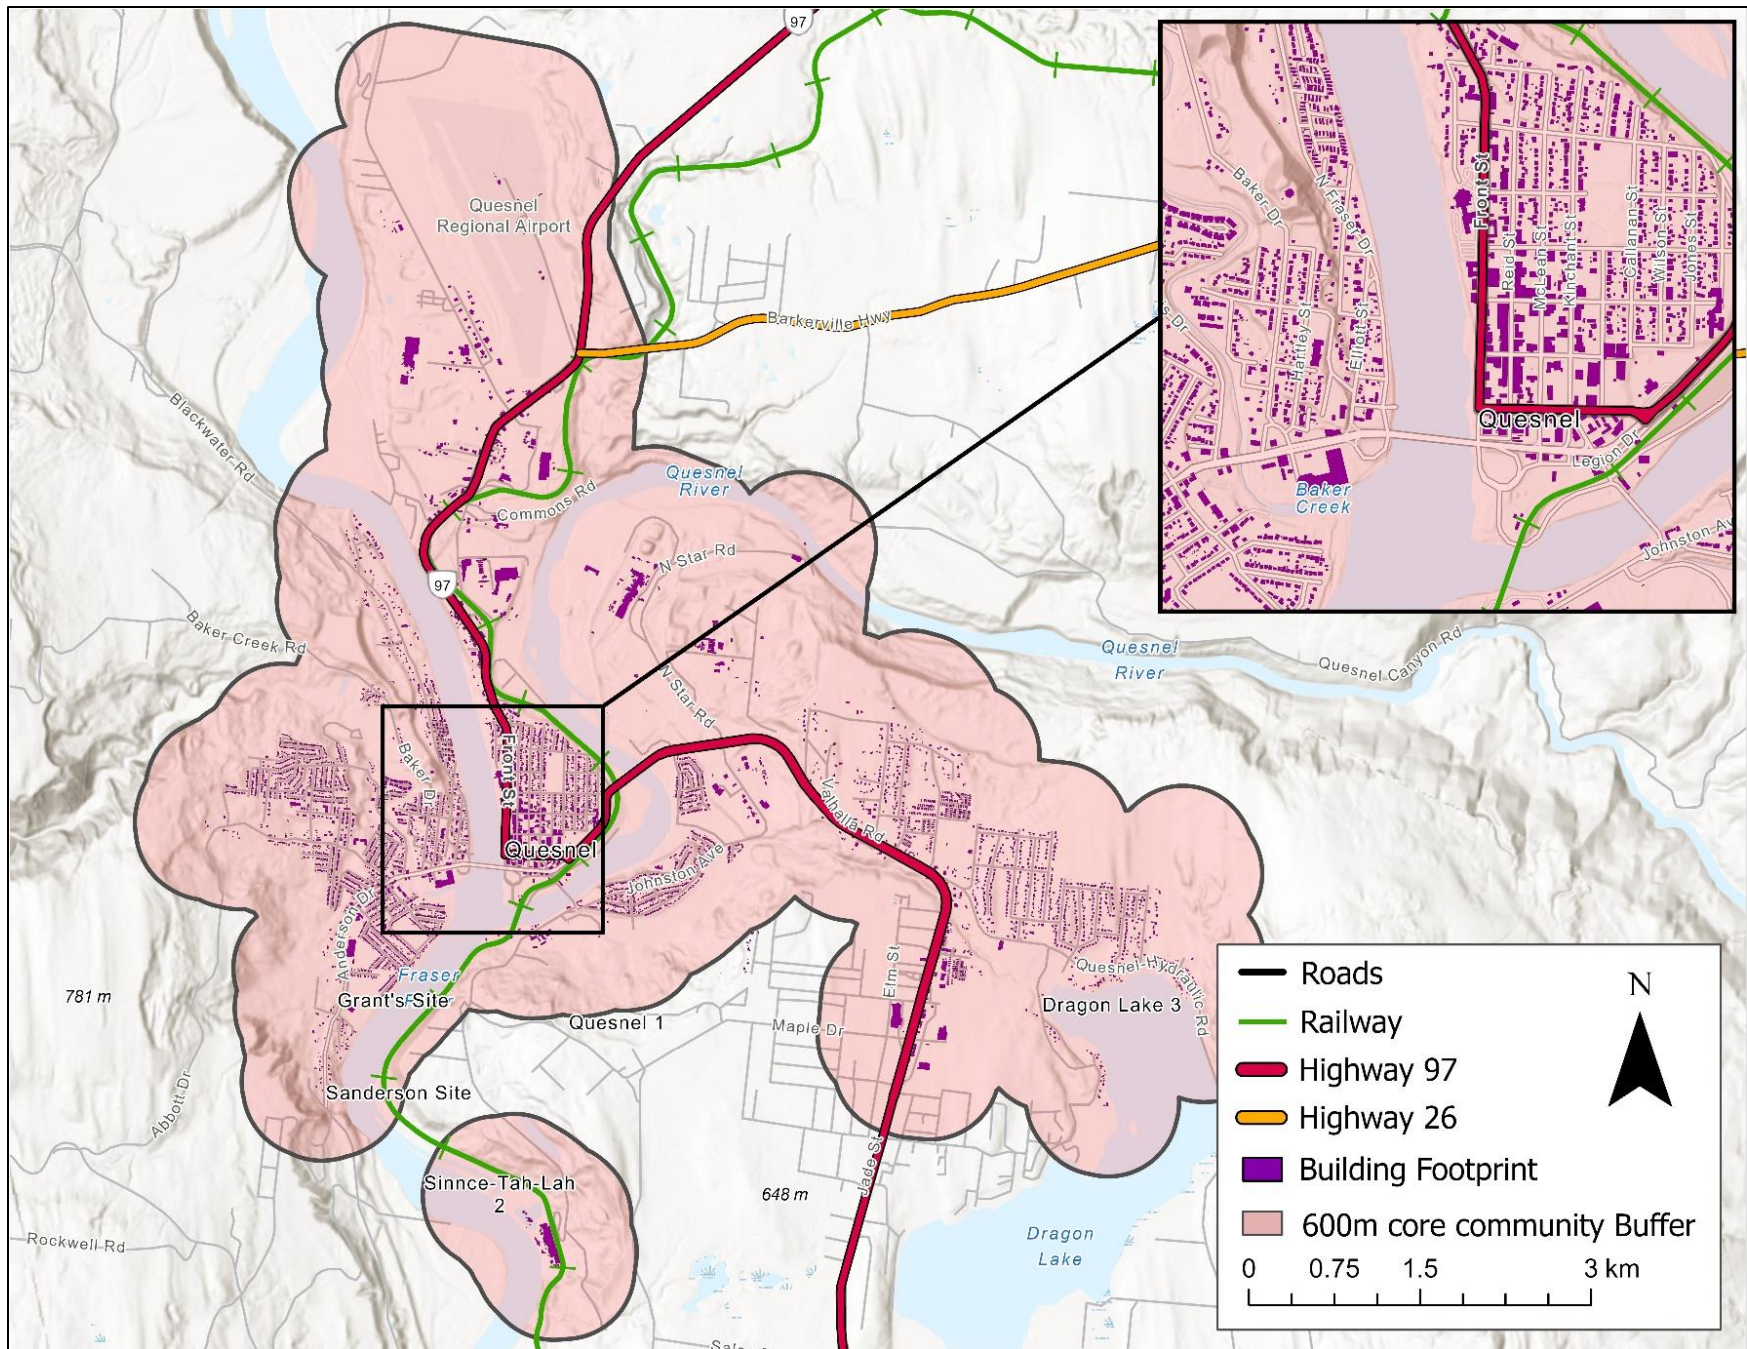 97
Quesnel
Regional Airport
Barkerville Hwy
Blackwater Rd
Commons Rd
Quesnel
River
N Star Rd
97
Baker Creek Rd
Quesnel
River
Quesnel Canyon Rd
N Star Rd
Baker Dr
Front St
Valhalla Rd
Quesnel
Johnston Ave
Anderson Dr
Fraser
Grant's Site
Elm St
Quesnel-Hydraulic Rd
Dragon Lake 3
781 m
Quesnel 1
Maple Dr
Sanderson Site
Abbott Dr
Jade St
Sinnce-Tah-Lah
2
648 m
Rockwell Rd
Dragon
Lake
Baker Dr
N Fraser Dr
Front St
Reid St
McLean St
Kinchant St
Callanan St
Wilson St
Jones St
s Dr
Hartley St
Elliott St
Quesnel
Legion Dr
Baker
Creek
Johnston Av
Roads
N
Railway
Highway 97
Highway 26
Building Footprint
600m core community Buffer
0 0.75 1.5 3 km